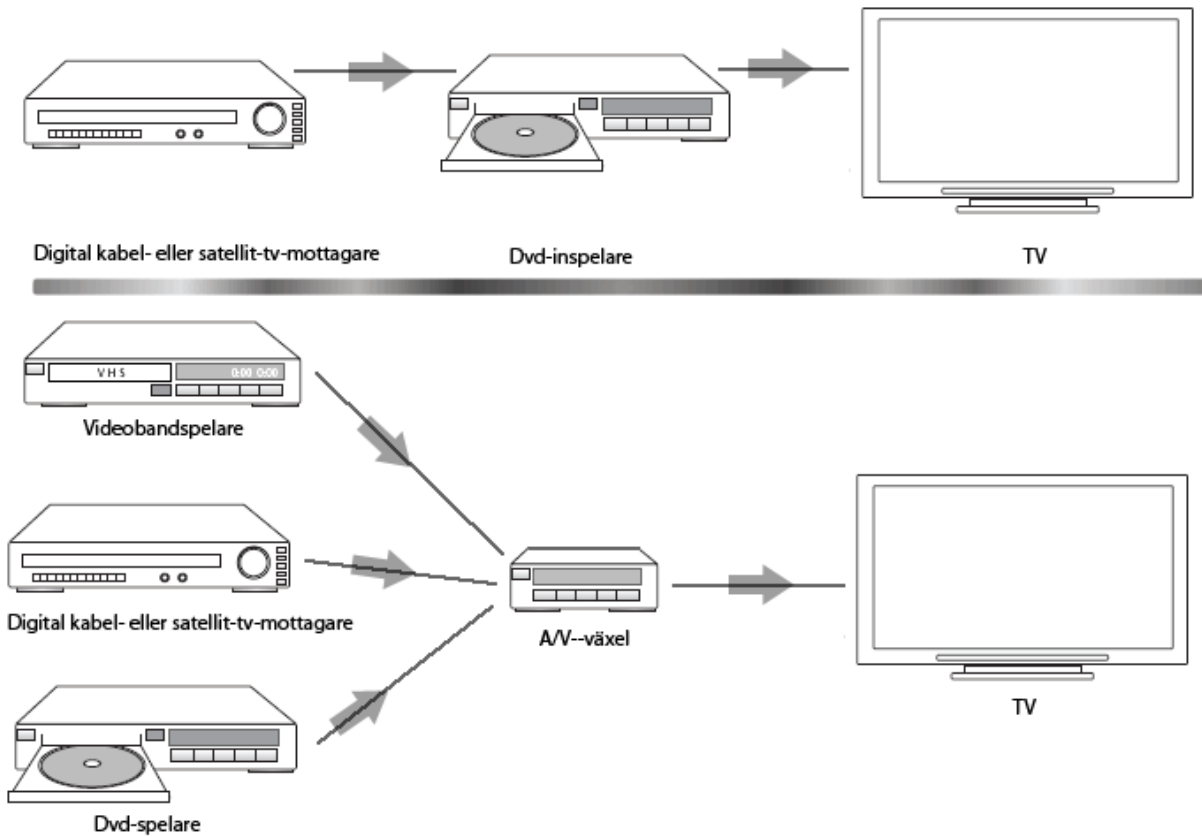 Digital kabel- eller satellit-tv-mottagare
Dvd-inspelare
TV
VHS
0:00 0:00
Videobandspelare
Digital kabel- eller satellit-tv-mottagare
A/V--växel
TV
Dvd-spelare